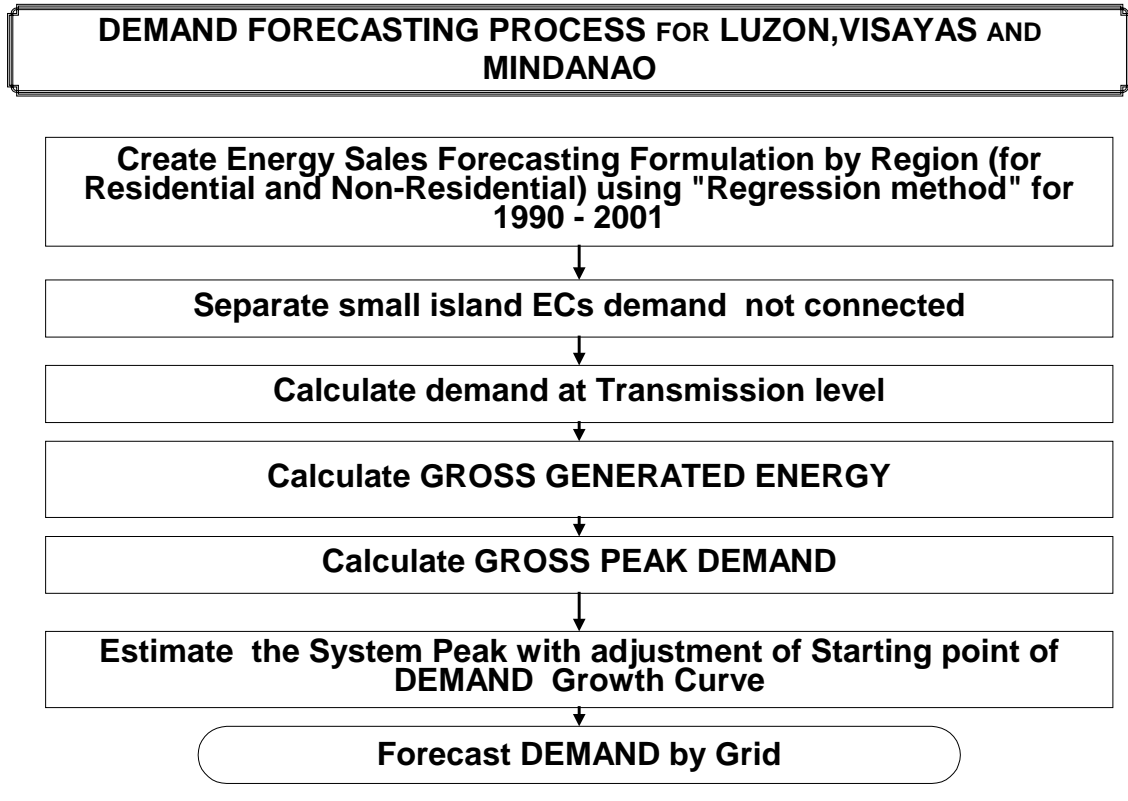 DEMAND FORECASTING PROCESS FOR LUZON,VISAYAS AND
MINDANAO
Create Energy Sales Forecasting Formulation by Region (for
Residential and Non-Residential) using "Regression method" for
1990 - 2001
Separate small island ECs demand  not connected
Calculate demand at Transmission level
Calculate GROSS GENERATED ENERGY
Calculate GROSS PEAK DEMAND
Estimate  the System Peak with adjustment of Starting point of
DEMAND  Growth Curve
Forecast DEMAND by Grid